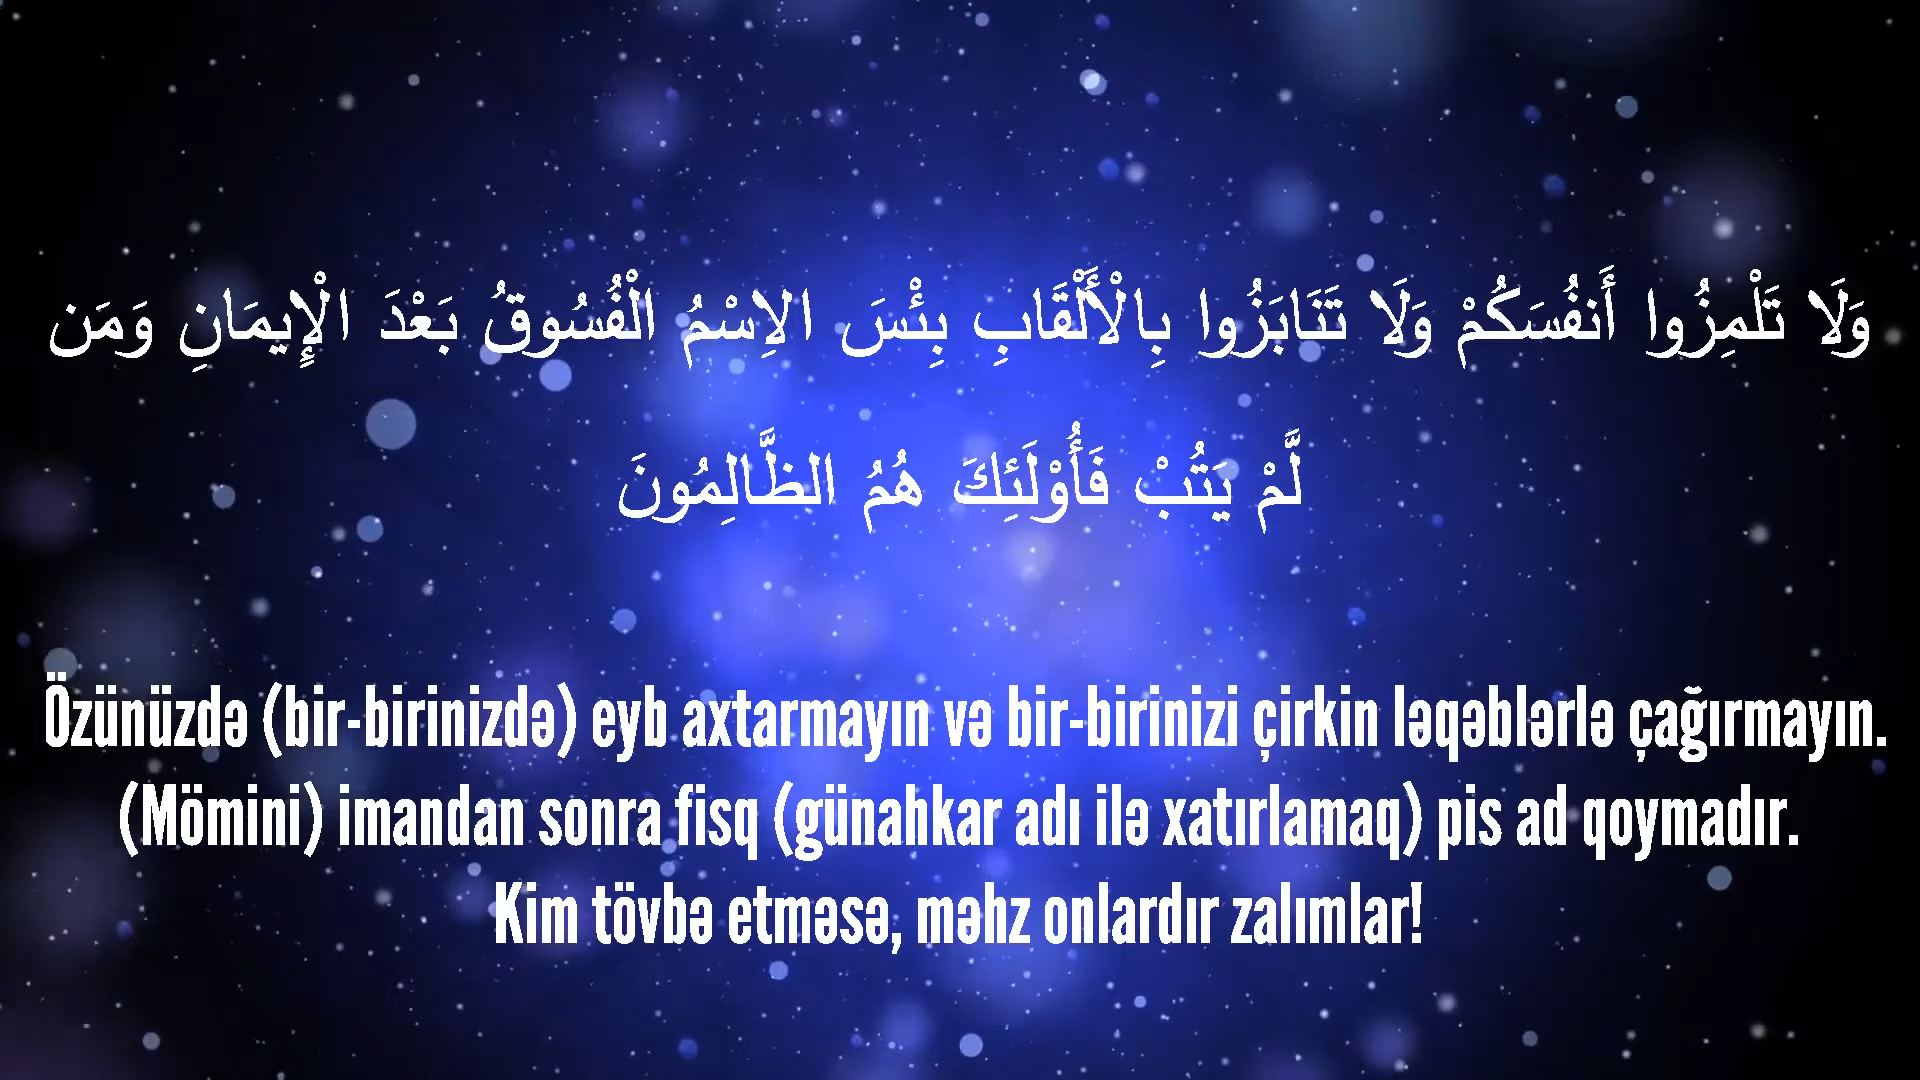 وَلَا تَلْمِزُوا أَنفُسَكُمْ وَلَا تَنَابَزُوا بِالْأَلْقَابِ بِئْسَ الِاسْمُ الْفُسُوقُ بَعْدَ الْإِيمَانِ وَمَن
لَّمْ يَتُبْ فَأُوْلَئِكَ هُمُ الظَّالِمُونَ
Özünüzdə (bir-birinizdə) eyb axtarmayın və bir-birinizi çirkin ləqəblərlə çağırmayın.
(Mömini) imandan sonra fisq (günahkar adı ilə xatırlamaq) pis ad qoymadır.
Kim tövbə etməsə, məhz onlardır zalımlar!